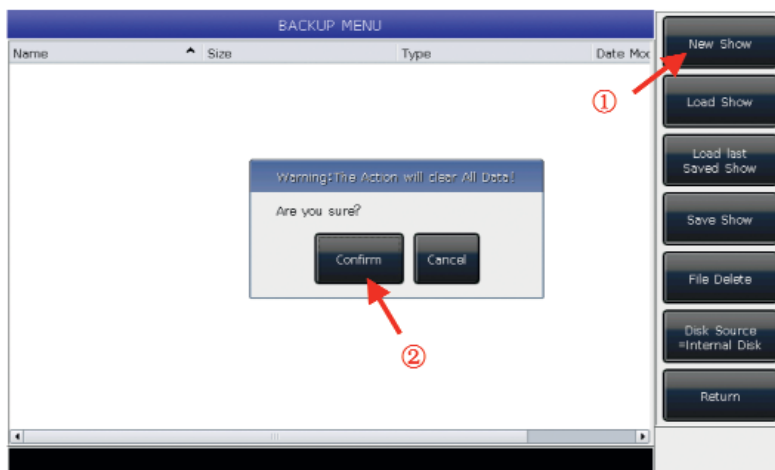 BACKUP MENU
Name Size Type Date Mod
New Show
①
Load Show
Load last
Saved Show
Warning:The Action will clear All Data!
Are you sure?
Save Show
Confirm Cancel
File Delete
②
Disk Source
=Internal Disk
Return